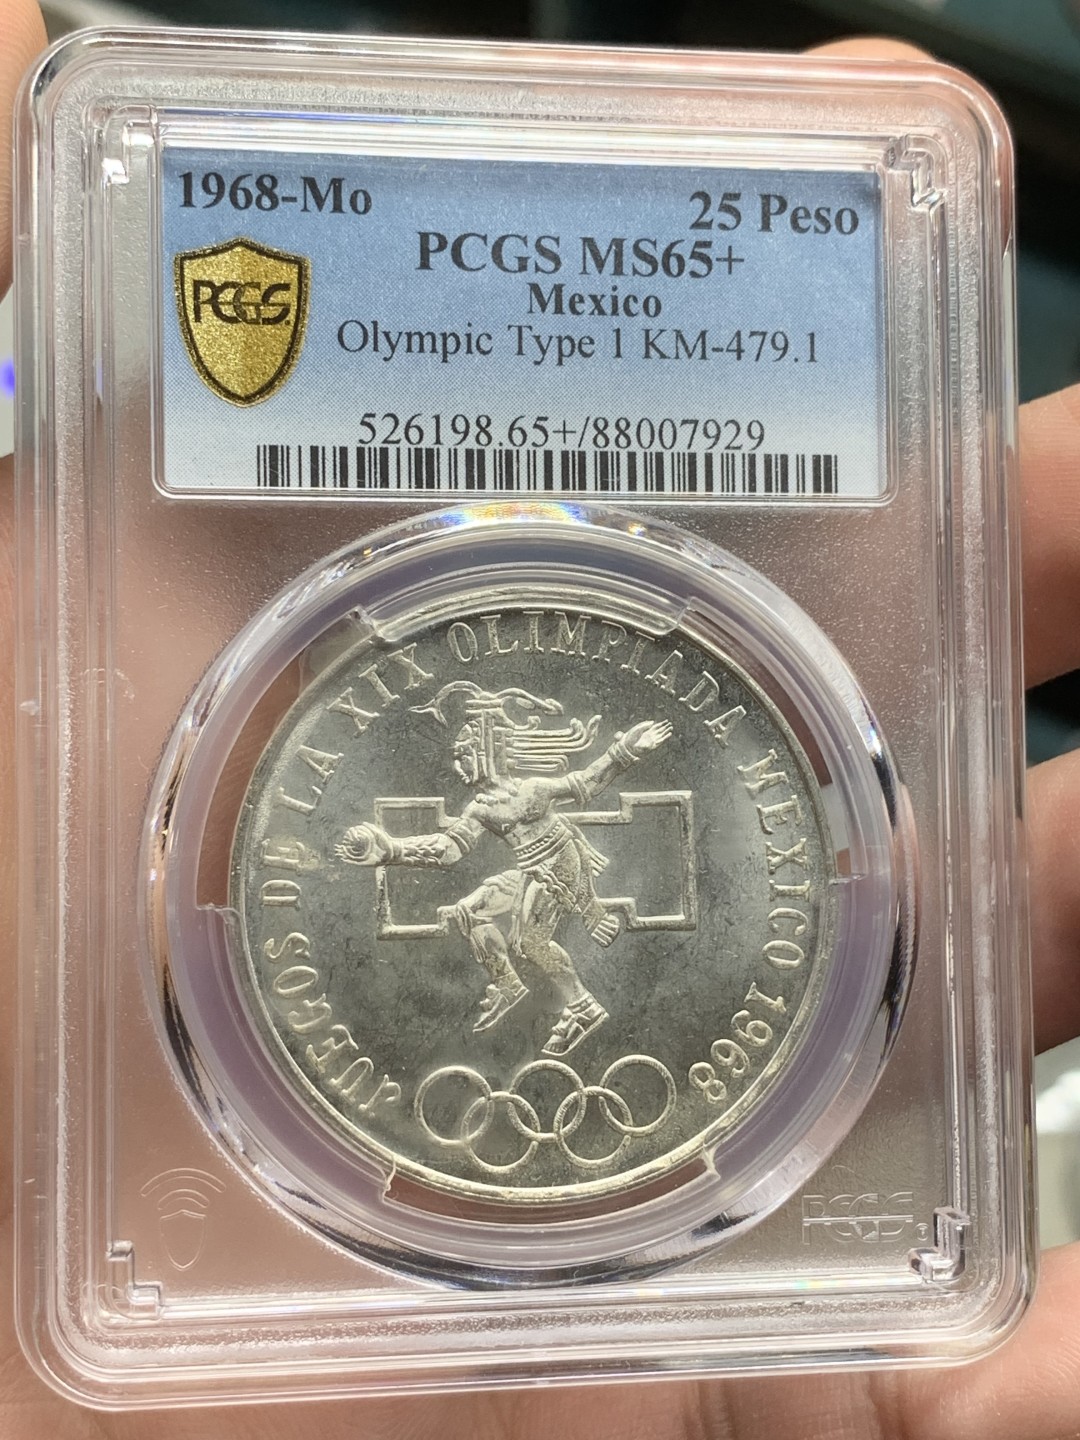 1968-Mo
25 Peso
PCGS MS65+
Mexico
PCGS
Olympic Type 1 KM-479.1
526198.65+/88007929
JUEGOS DE LA XIX OLIMPIADA MEXICO 1968
PCGS